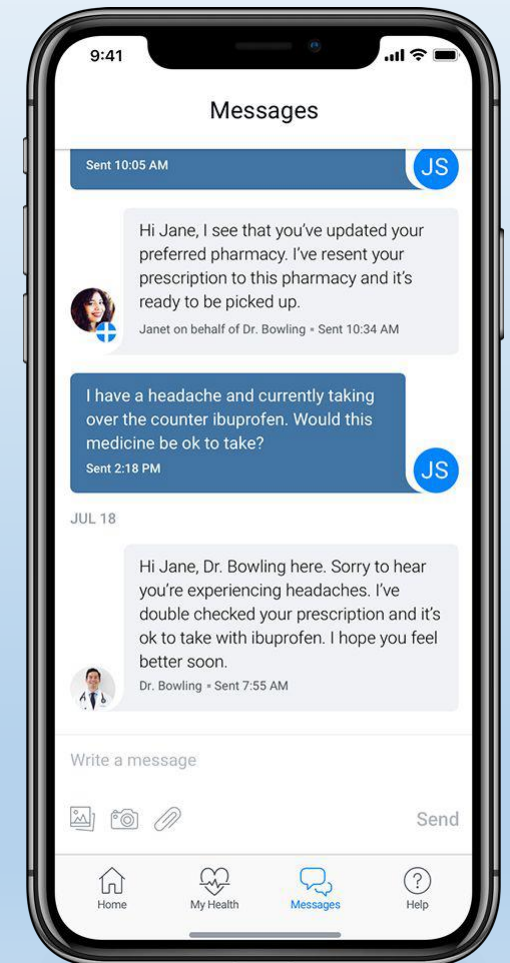 9:41
Messages
Sent 10:05 AM
JS
Hi Jane, I see that you've updated your
preferred pharmacy. I've resent your
prescription to this pharmacy and it's
ready to be picked up.
Janet on behalf of Dr. Bowling • Sent 10:34 AM
I have a headache and currently taking
over the counter ibuprofen. Would this
medicine be ok to take?
Sent 2:18 PM
JS
JUL 18
Hi Jane, Dr. Bowling here. Sorry to hear
you're experiencing headaches. I've
double checked your prescription and it's
ok to take with ibuprofen. I hope you feel
better soon.
Dr. Bowling • Sent 7:55 AM
Write a message
Send
Home
My Health
Messages
?
Help